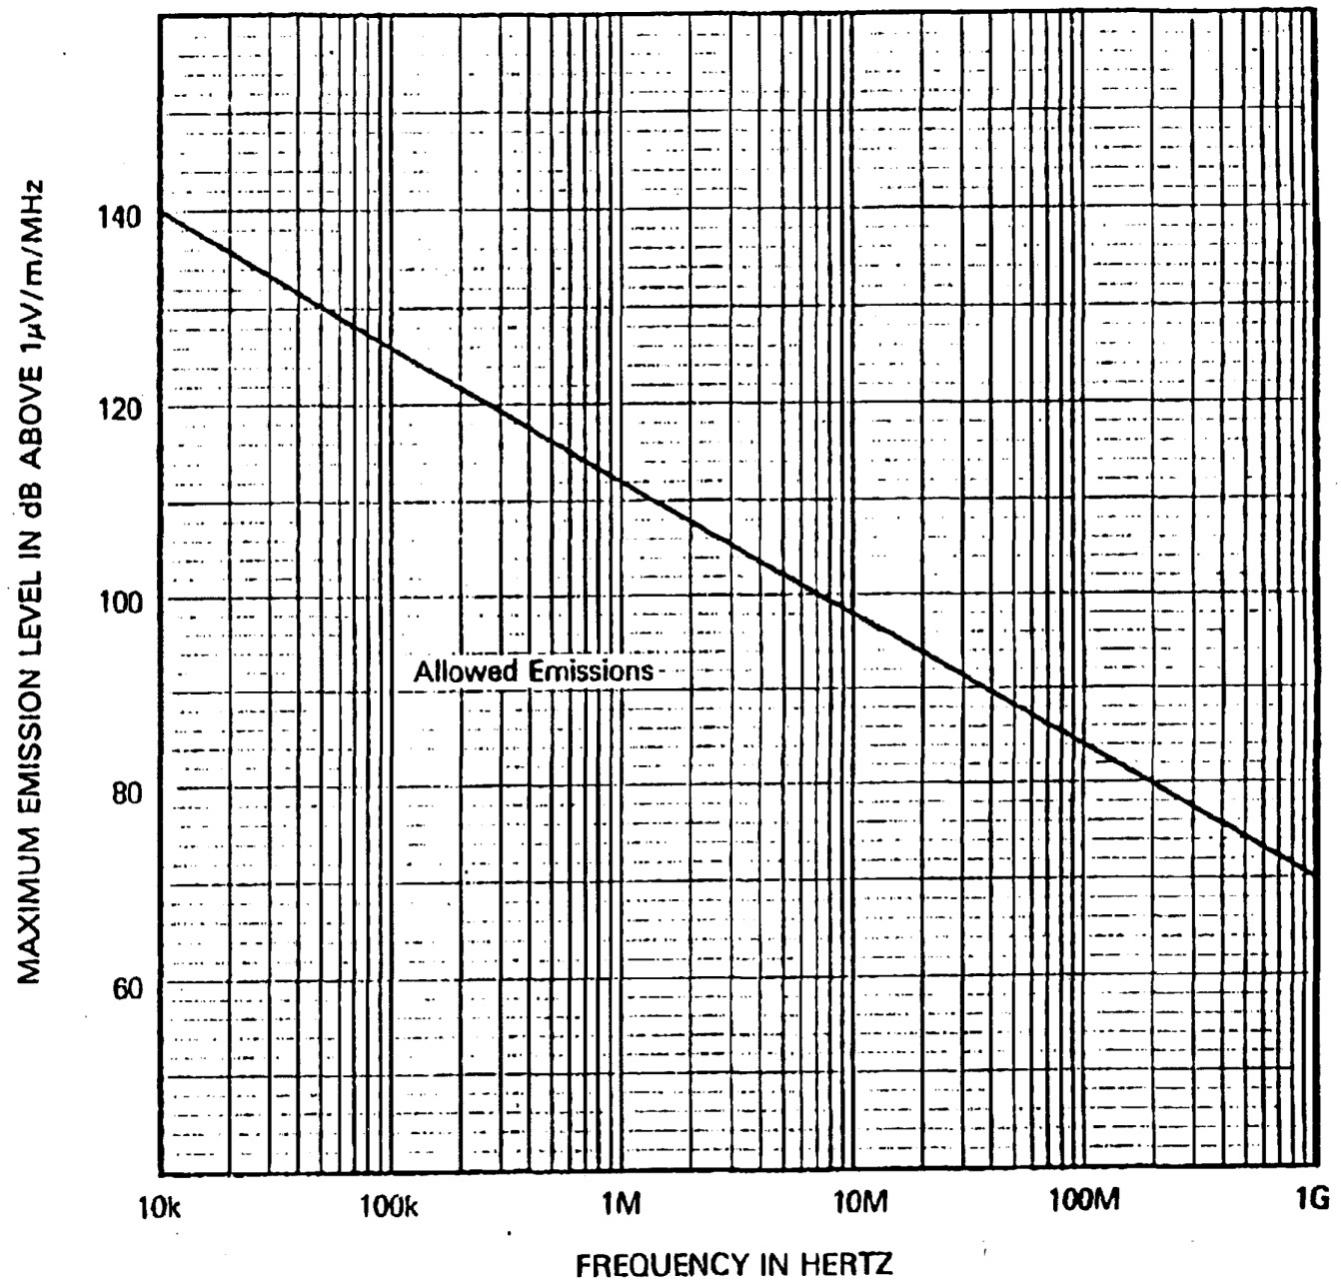 MAXIMUM EMISSION LEVEL IN dB ABOVE 1μV/m/MHz
140
120
100
80
60
Allowed Emissions
10k
100k
1M
10M
100M
1G
FREQUENCY IN HERTZ